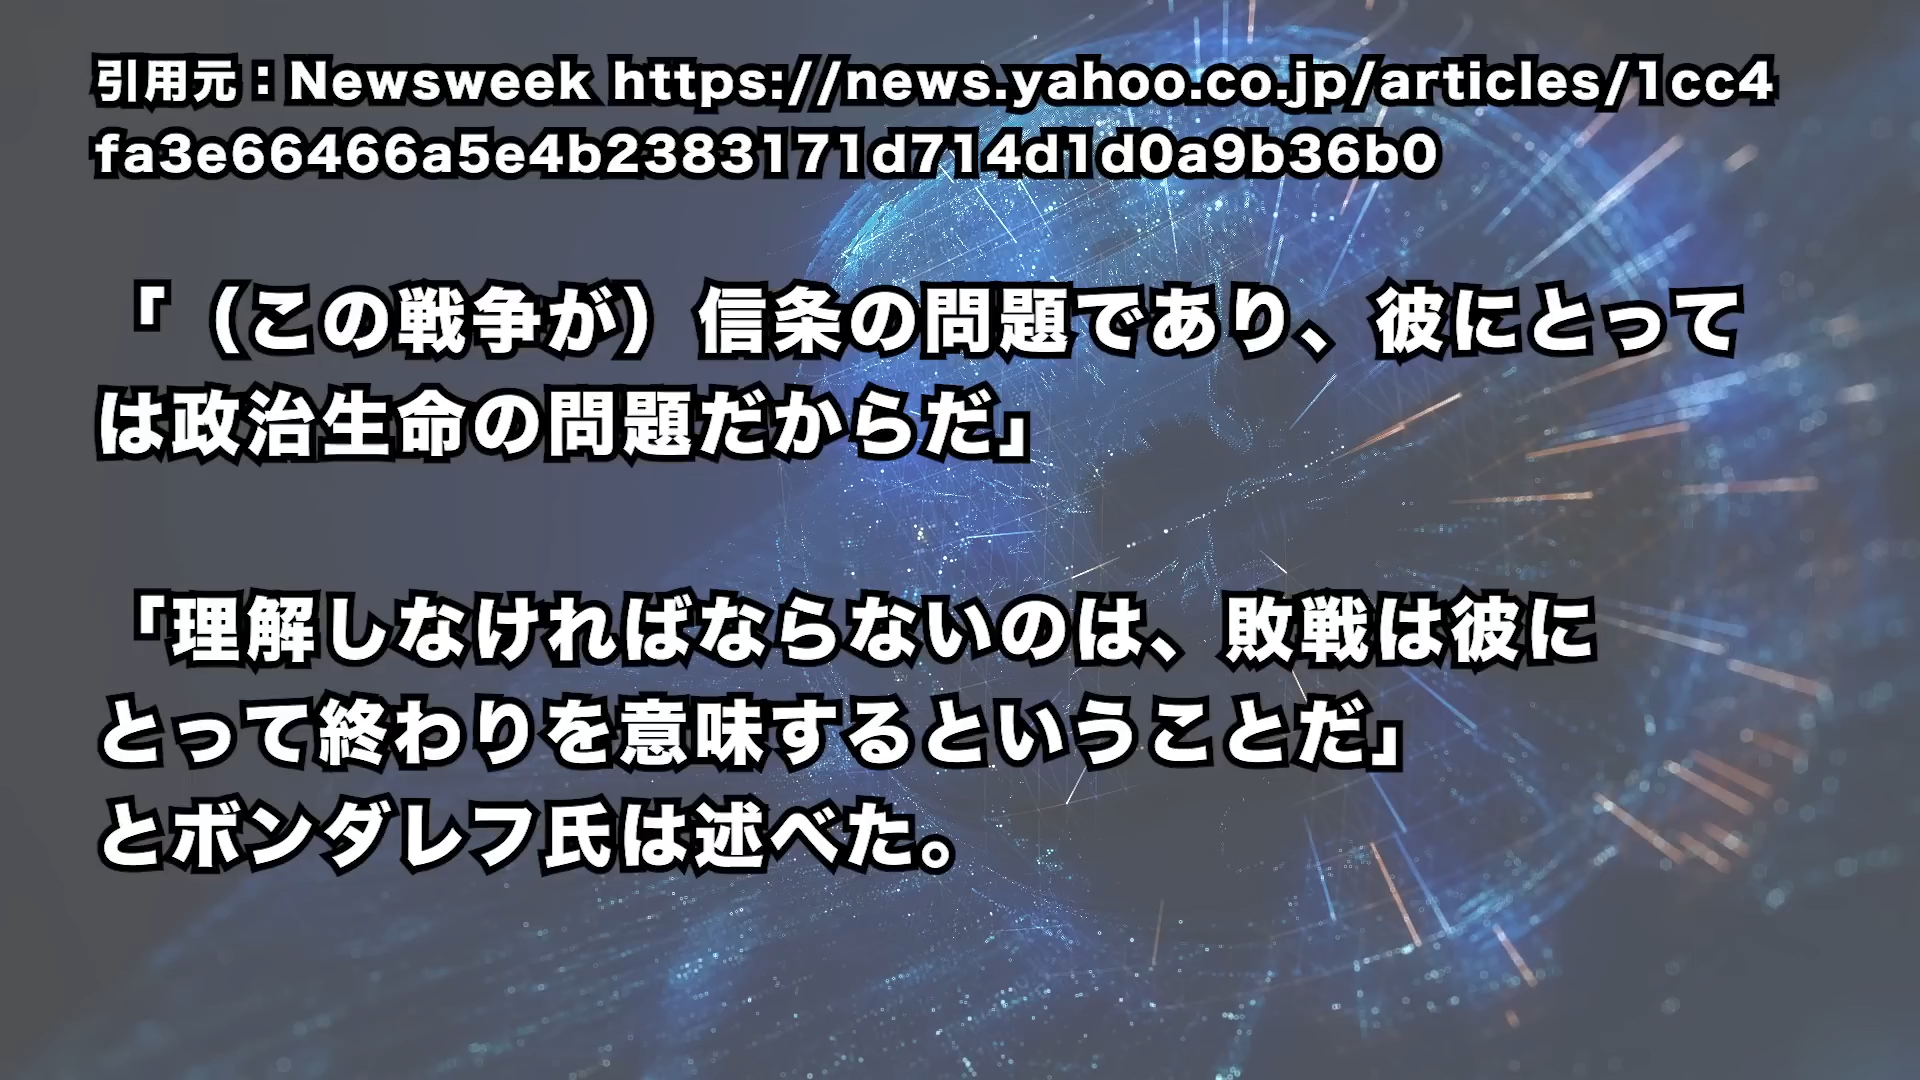 引用元：Newsweek https://news.yahoo.co.jp/articles/1cc4
fa3e66466a5e4b2383171d714d1d0a9b36b0
「（この戦争が）信条の問題であり、彼にとって
は政治生命の問題だからだ」
「理解しなければならないのは、敗戦は彼に
とって終わりを意味するということだ」
とボンダレフ氏は述べた。